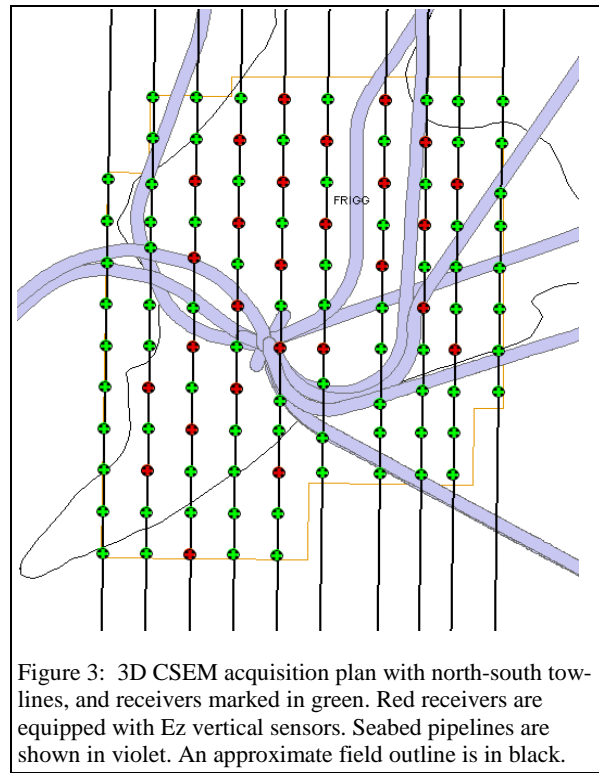 FRIGG
Figure 3:  3D CSEM acquisition plan with north-south tow-
lines, and receivers marked in green. Red receivers are
equipped with Ez vertical sensors. Seabed pipelines are
shown in violet. An approximate field outline is in black.